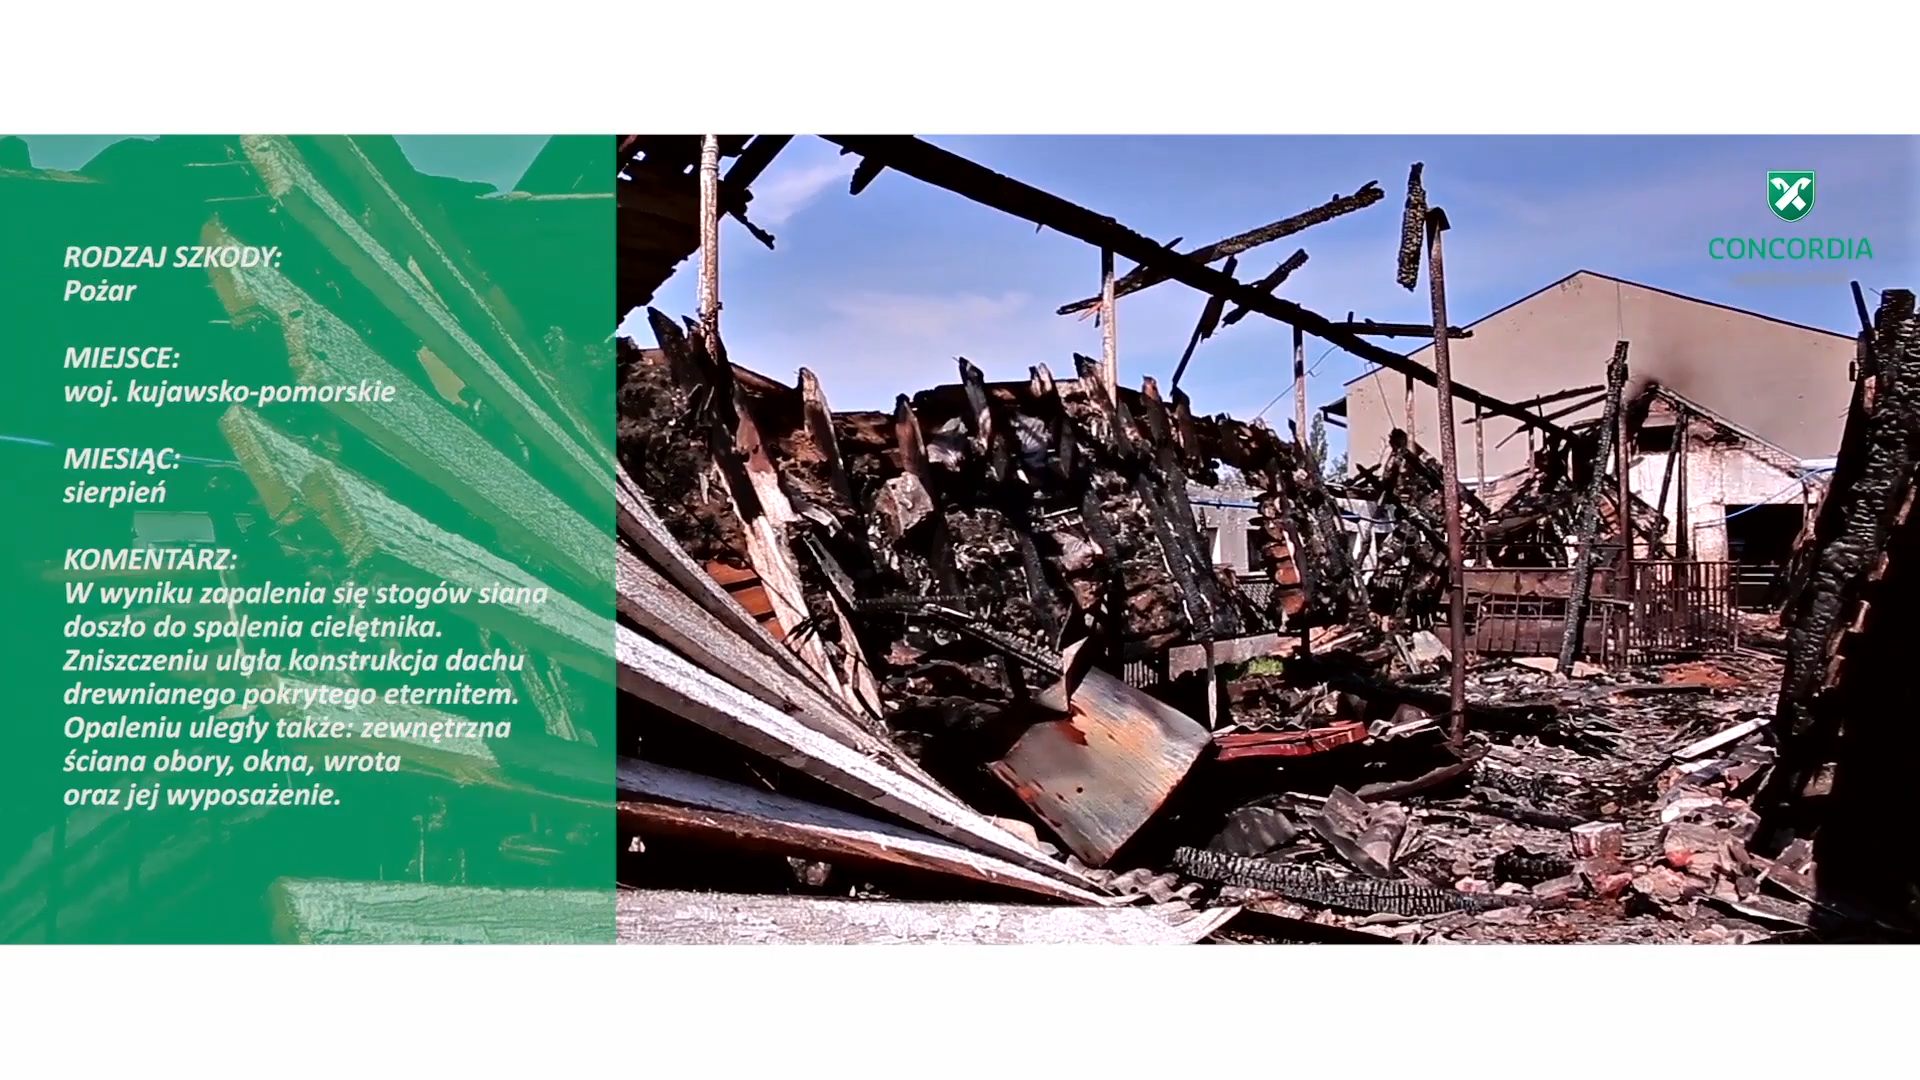 RODZAJ SZKODY:
Pożar
MIEJSCE:
woj. kujawsko-pomorskie
MIESIĄC:
sierpień
KOMENTARZ:
W wyniku zapalenia się stogów siana
doszło do spalenia cielętnika.
Zniszczeniu ulgła konstrukcja dachu
drewnianego pokrytego eternitem.
Opaleniu uległy także: zewnętrzna
ściana obory, okna, wrota
oraz jej wyposażenie.
CONCORDIA